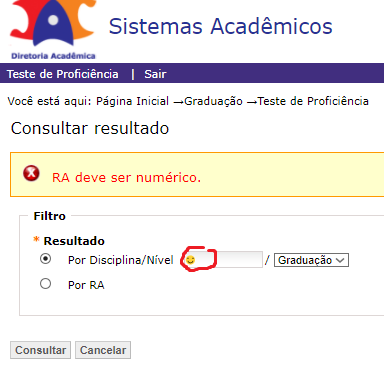 Sistemas Acadêmicos
Diretoria Acadêmica
Teste de Proficiência | Sair
Você está aqui: Página Inicial →Graduação →Teste de Proficiência
Consultar resultado
RA deve ser numérico.
Filtro
* Resultado
Por Disciplina/Nível 😊 / Graduação
Por RA
Consultar Cancelar